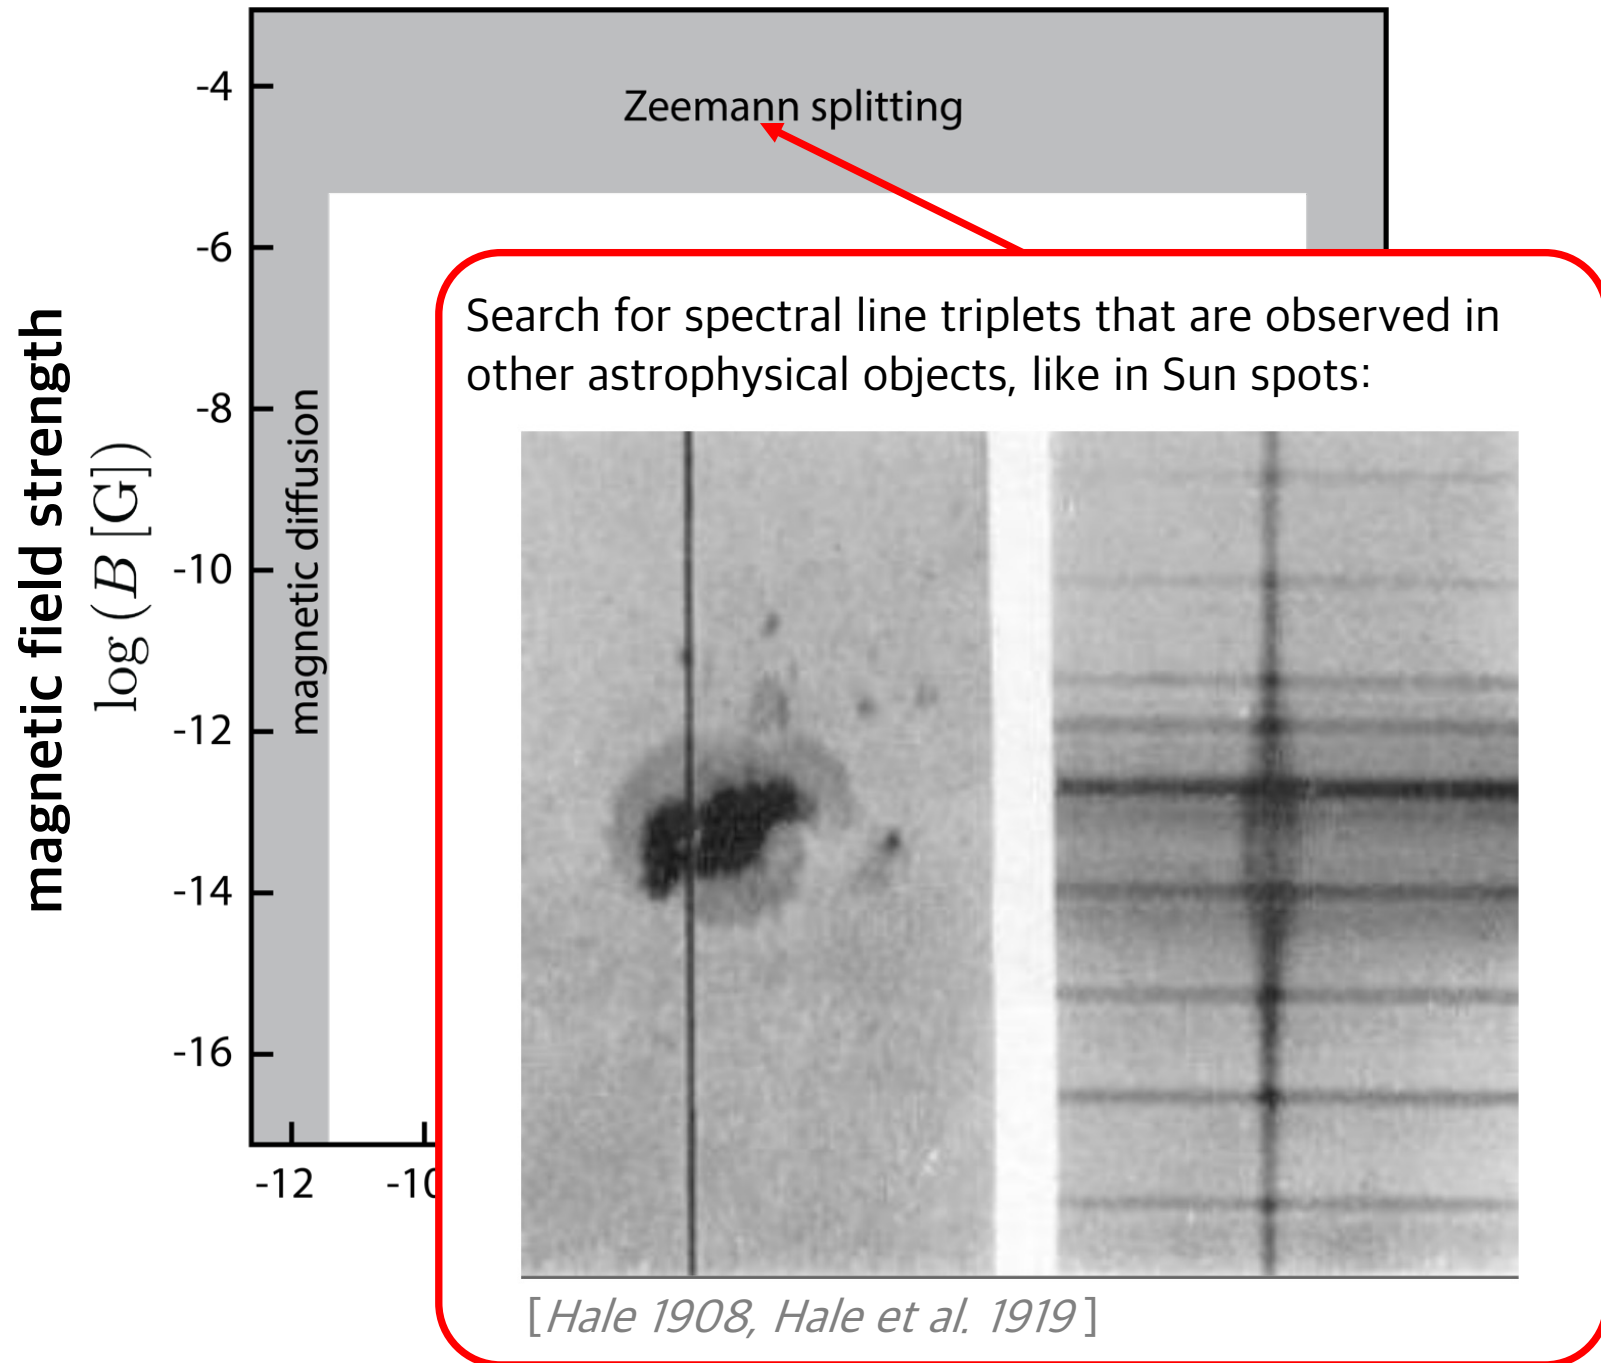 magnetic field strength
log (B [G])
-4
-6
-8
-10
-12
-14
-16
-12
-10
Zeemann splitting
magnetic diffusion
Search for spectral line triplets that are observed in
other astrophysical objects, like in Sun spots:
[Hale 1908, Hale et al. 1919]